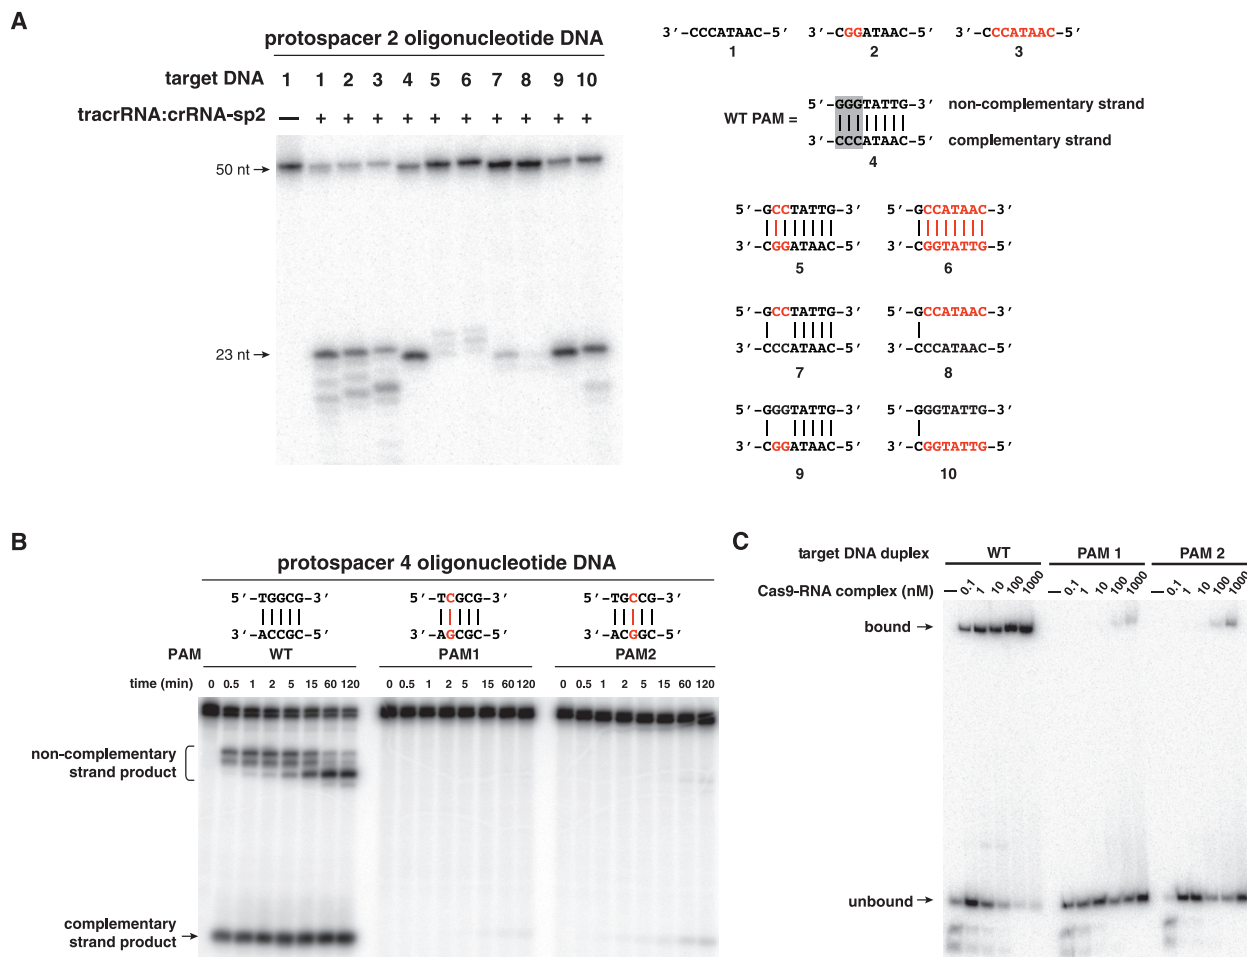 A
protospacer 2 oligonucleotide DNA
target DNA 1 1 2 3 4 5 6 7 8 9 10
tracrRNA:crRNA-sp2 — + + + + + + + + + +
50 nt →
23 nt →
3′-CCCATAAC-5′ 3′-CGGATAAC-5′ 3′-CCCATAAC-5′
1 2 3
5′-GGGTATTG-3′ non-complementary strand
WT PAM =
3′-CCCATAAC-5′ complementary strand
4
5′-GCCTATTG-3′ 5′-GCCATAAC-3′
3′-CGGATAAC-5′ 3′-CGGTATTG-5′
5 6
5′-GCCTATTG-3′ 5′-GCCATAAC-3′
3′-CCCATAAC-5′ 3′-CCCATAAC-5′
7 8
5′-GGGTATTG-3′ GGGTATTG-3′
3′-CGGATAAC-5′ 3′-CGGTATTG-5′
9 10
B
protospacer 4 oligonucleotide DNA
5′-TGGCG-3′ 5′-TCGCG-3′ 5′-TGCCG-3′
3′-ACCGC-5′ 3′-AGCGC-5′ 3′-ACGGC-5′
PAM WT PAM1 PAM2
time (min) 0 0.5 1 2 5 15 60 120 0 0.5 1 2 5 15 60 120 0 0.5 1 2 5 15 60 120
non-complementary
strand product
complementary
strand product →
C
target DNA duplex WT PAM 1 PAM 2
Cas9-RNA complex (nM) — 0.1 1 10 100 1000 — 0.1 1 10 100 1000 — 0.1 1 10 100 1000
bound →
unbound →